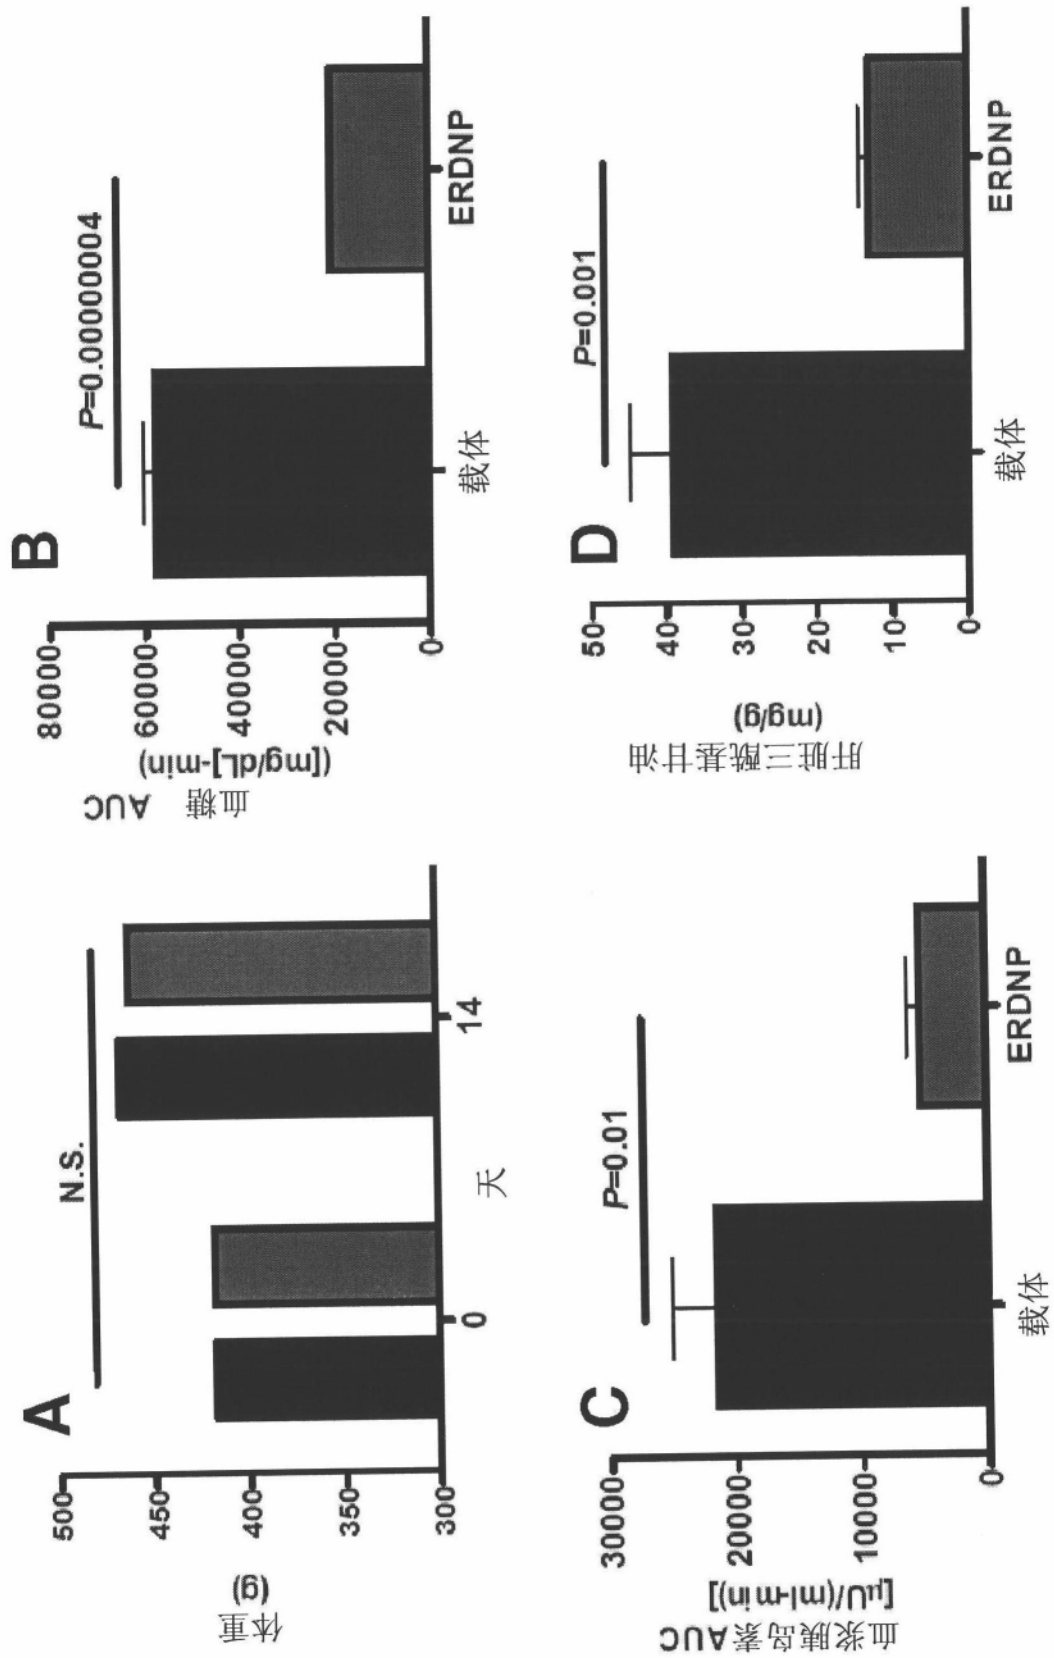 A
体重
(g)
500
450
400
350
300
N.S.
0
14
天
B
血糖 AUC
([mg/dL]-min)
80000
60000
40000
20000
0
P=0.00000004
载体
ERDNP
C
血浆胰岛素AUC
[μU/(ml-min)]
30000
20000
10000
0
P=0.01
载体
ERDNP
D
肝脏三酰基甘油
(mg/g)
50
40
30
20
10
0
P=0.001
载体
ERDNP